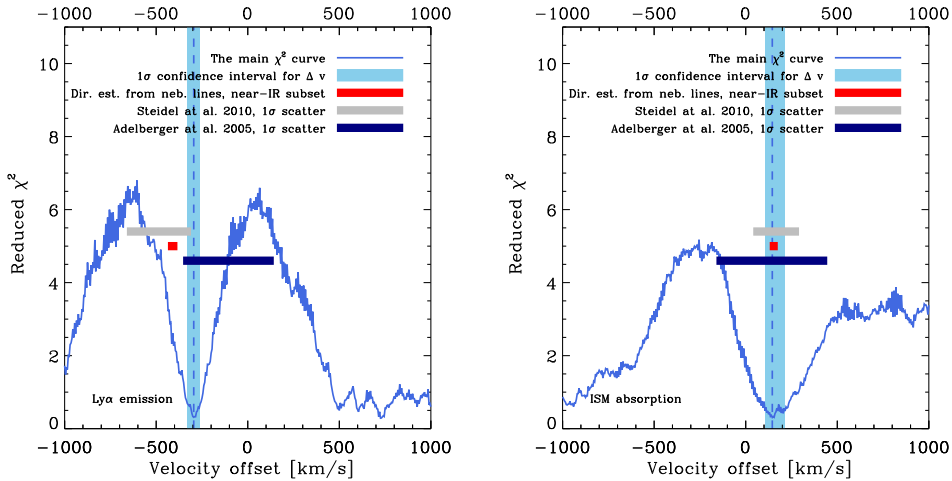 −1000 −500 0 500 1000
10
8
6
4
2
0
Reduced χ²
The main χ² curve
1σ confidence interval for Δ v
Dir. est. from neb. lines, near-IR subset
Steidel at al. 2010, 1σ scatter
Adelberger at al. 2005, 1σ scatter
Lyα emission
−1000 −500 0 500 1000
Velocity offset [km/s]
−1000 −500 0 500 1000
10
8
6
4
2
0
Reduced χ²
The main χ² curve
1σ confidence interval for Δ v
Dir. est. from neb. lines, near-IR subset
Steidel at al. 2010, 1σ scatter
Adelberger at al. 2005, 1σ scatter
ISM absorption
−1000 −500 0 500 1000
Velocity offset [km/s]